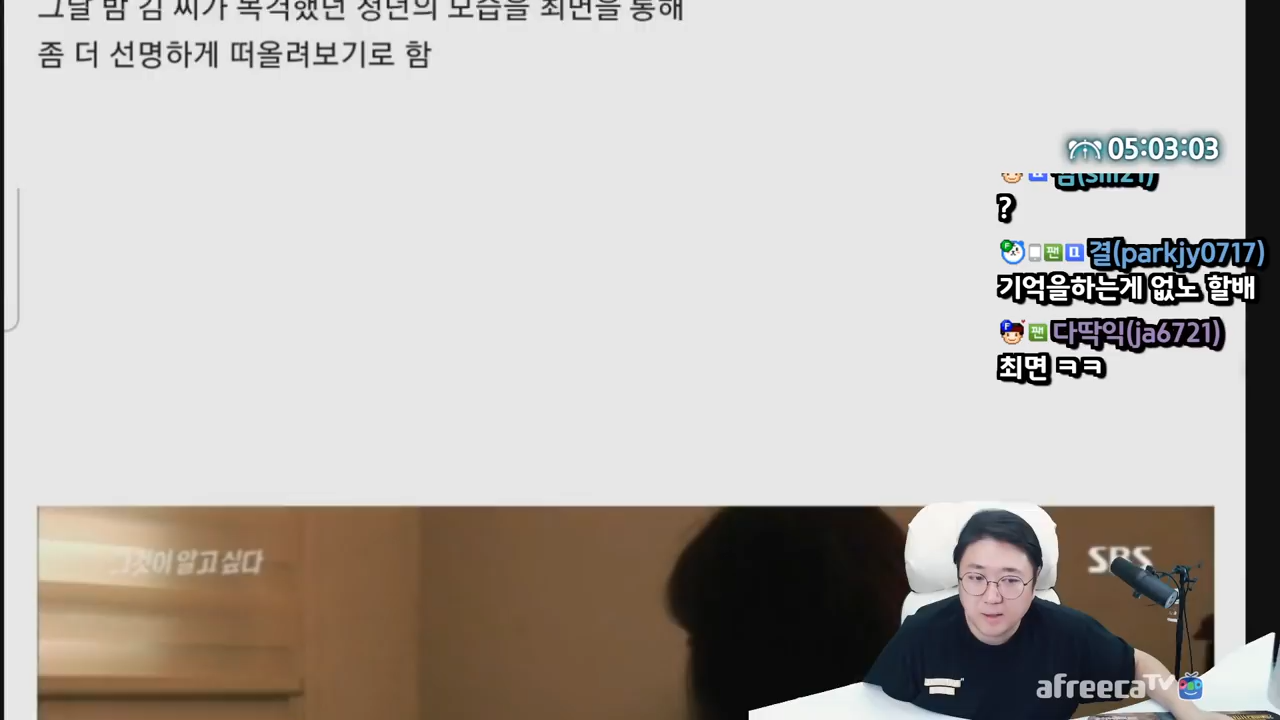 그날 밤 김 씨가 목격했던 청년의 모습을 최면을 통해
좀 더 선명하게 떠올려보기로 함
05:03:03
?
결(parkjy0717)
기억을하는게 없노 할배
다딱익(ja6721)
최면 ㅋㅋ
그것이 알고싶다
SBS
afreecaTV